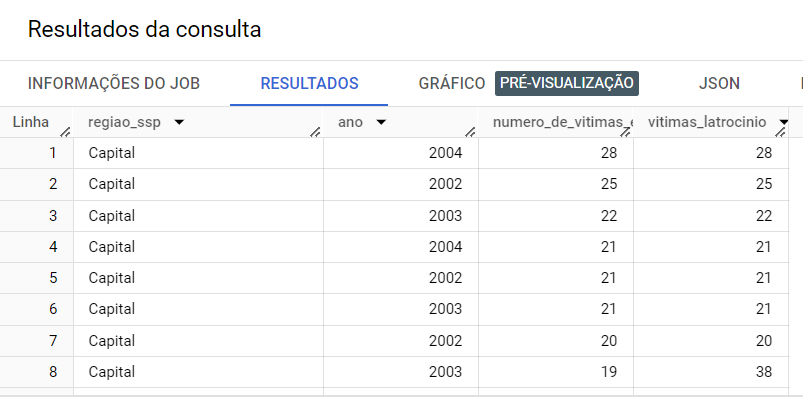 Resultados da consulta
INFORMAÇÕES DO JOB RESULTADOS GRÁFICO PRÉ-VISUALIZAÇÃO JSON
Linha regiao_ssp ano numero_de_vitimas_e vitimas_latrocinio
1 Capital 2004 28 28
2 Capital 2002 25 25
3 Capital 2003 22 22
4 Capital 2004 21 21
5 Capital 2002 21 21
6 Capital 2003 21 21
7 Capital 2002 20 20
8 Capital 2003 19 38